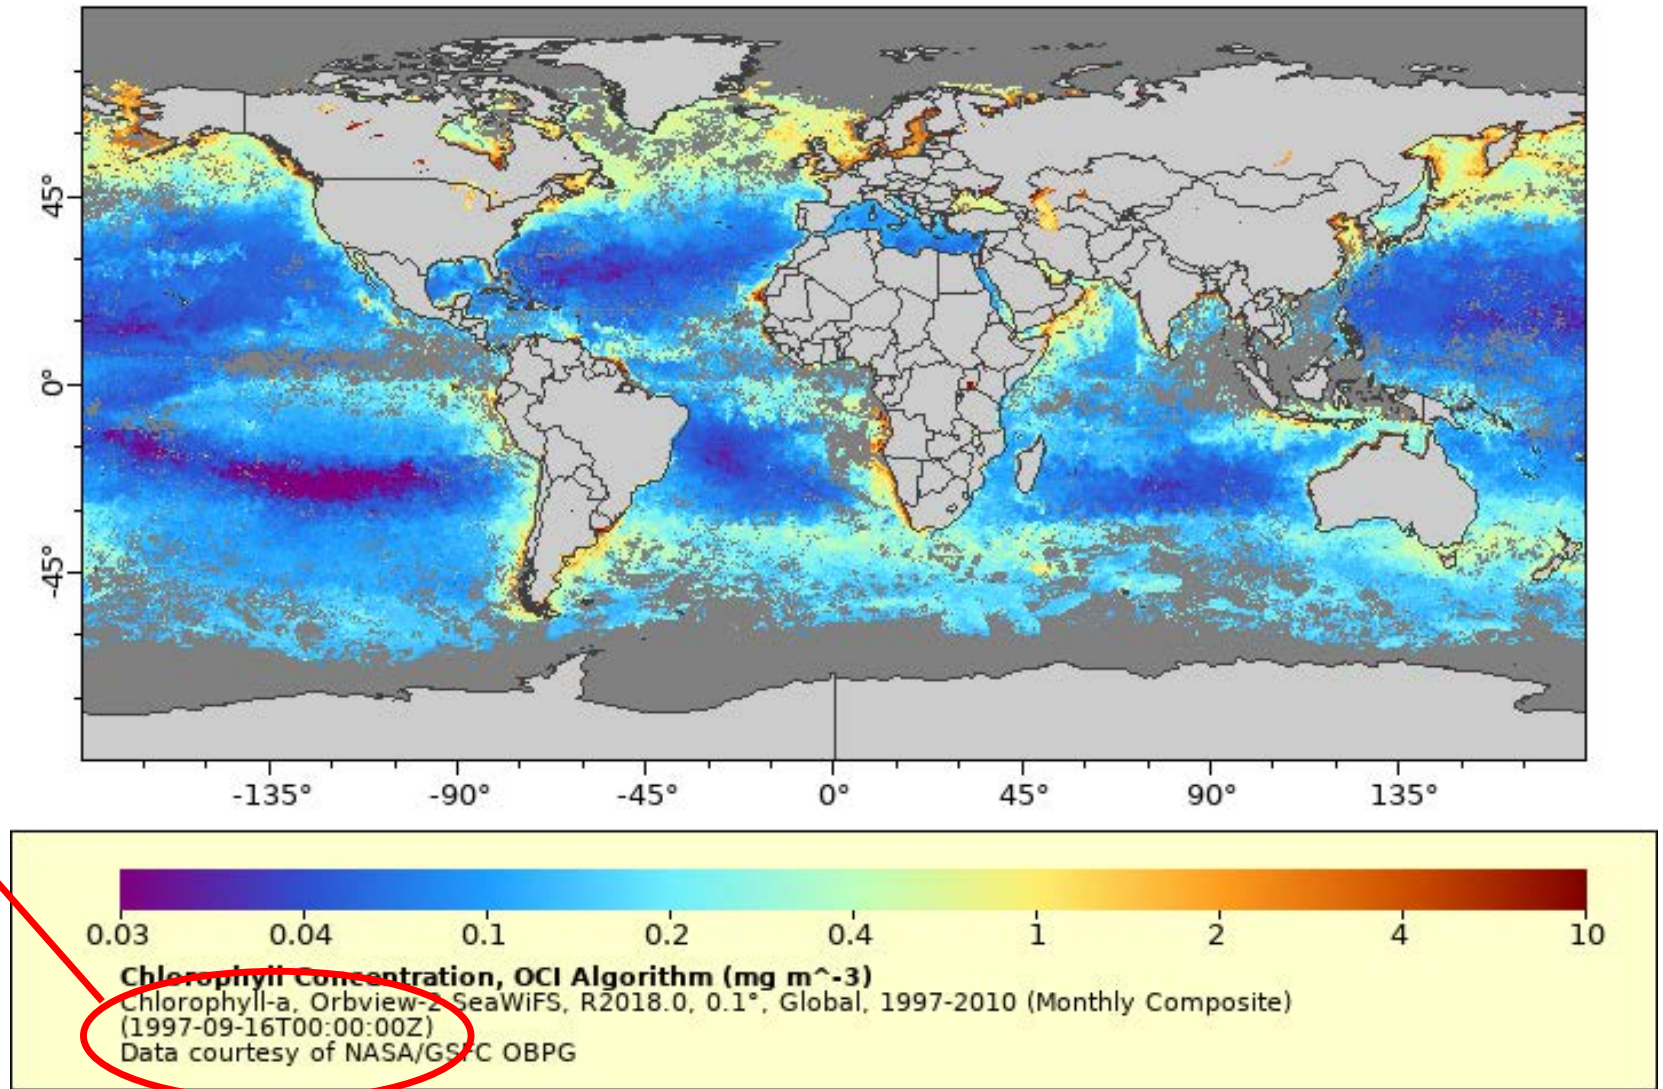 45°
0°
-45°
-135° -90° -45° 0° 45° 90° 135°
0.03 0.04 0.1 0.2 0.4 1 2 4 10
Chlorophyll Concentration, OCI Algorithm (mg m^-3)
Chlorophyll-a, Orbview-2 SeaWiFS, R2018.0, 0.1°, Global, 1997-2010 (Monthly Composite)
(1997-09-16T00:00:00Z)
Data courtesy of NASA/GSFC OBPG